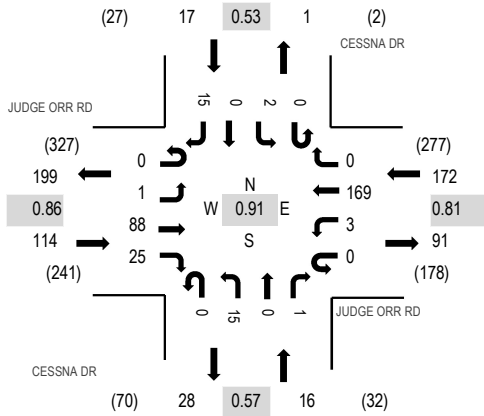 (27) 17 0.53 1 (2)
CESSNA DR
15 0 2 0
JUDGE ORR RD
(327) (277)
0 0
199 172
1 N 169
0.86 W 0.91 E 0.81
88 3
114 S 91
25 0
(241) (178)
0 15 0 1
JUDGE ORR RD
CESSNA DR
(70) 28 0.57 16 (32)